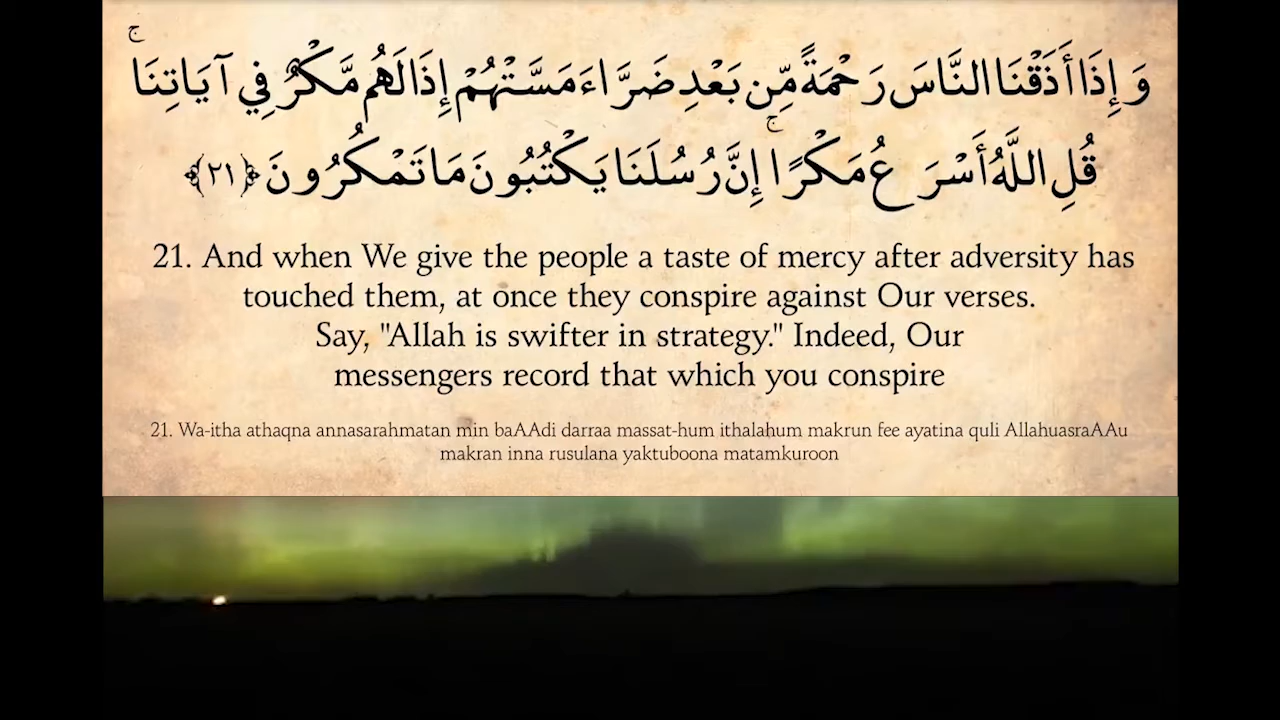 وَإِذَا أَذَقْنَا النَّاسَ رَحْمَةً مِّن بَعْدِ ضَرَّاءَ مَسَّتْهُمْ إِذَا لَهُم مَّكْرٌ فِي آيَاتِنَا ۚ
قُلِ اللَّهُ أَسْرَعُ مَكْرًا ۚ إِنَّ رُسُلَنَا يَكْتُبُونَ مَا تَمْكُرُونَ ﴿٢١﴾
21. And when We give the people a taste of mercy after adversity has
touched them, at once they conspire against Our verses.
Say, "Allah is swifter in strategy." Indeed, Our
messengers record that which you conspire
21. Wa-itha athaqna annasarahmatan min baAAdi darraa massat-hum ithalahum makrun fee ayatina quli AllahuasraAAu
makran inna rusulana yaktuboona matamkuroon